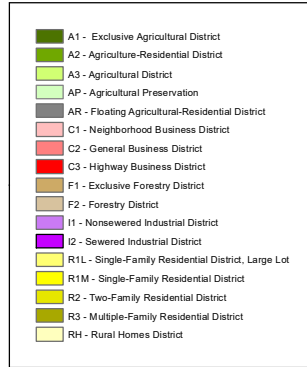 A1 - Exclusive Agricultural District
A2 - Agriculture-Residential District
A3 - Agricultural District
AP - Agricultural Preservation
AR - Floating Agricultural-Residential District
C1 - Neighborhood Business District
C2 - General Business District
C3 - Highway Business District
F1 - Exclusive Forestry District
F2 - Forestry District
I1 - Nonsewered Industrial District
I2 - Sewered Industrial District
R1L - Single-Family Residential District, Large Lot
R1M - Single-Family Residential District
R2 - Two-Family Residential District
R3 - Multiple-Family Residential District
RH - Rural Homes District